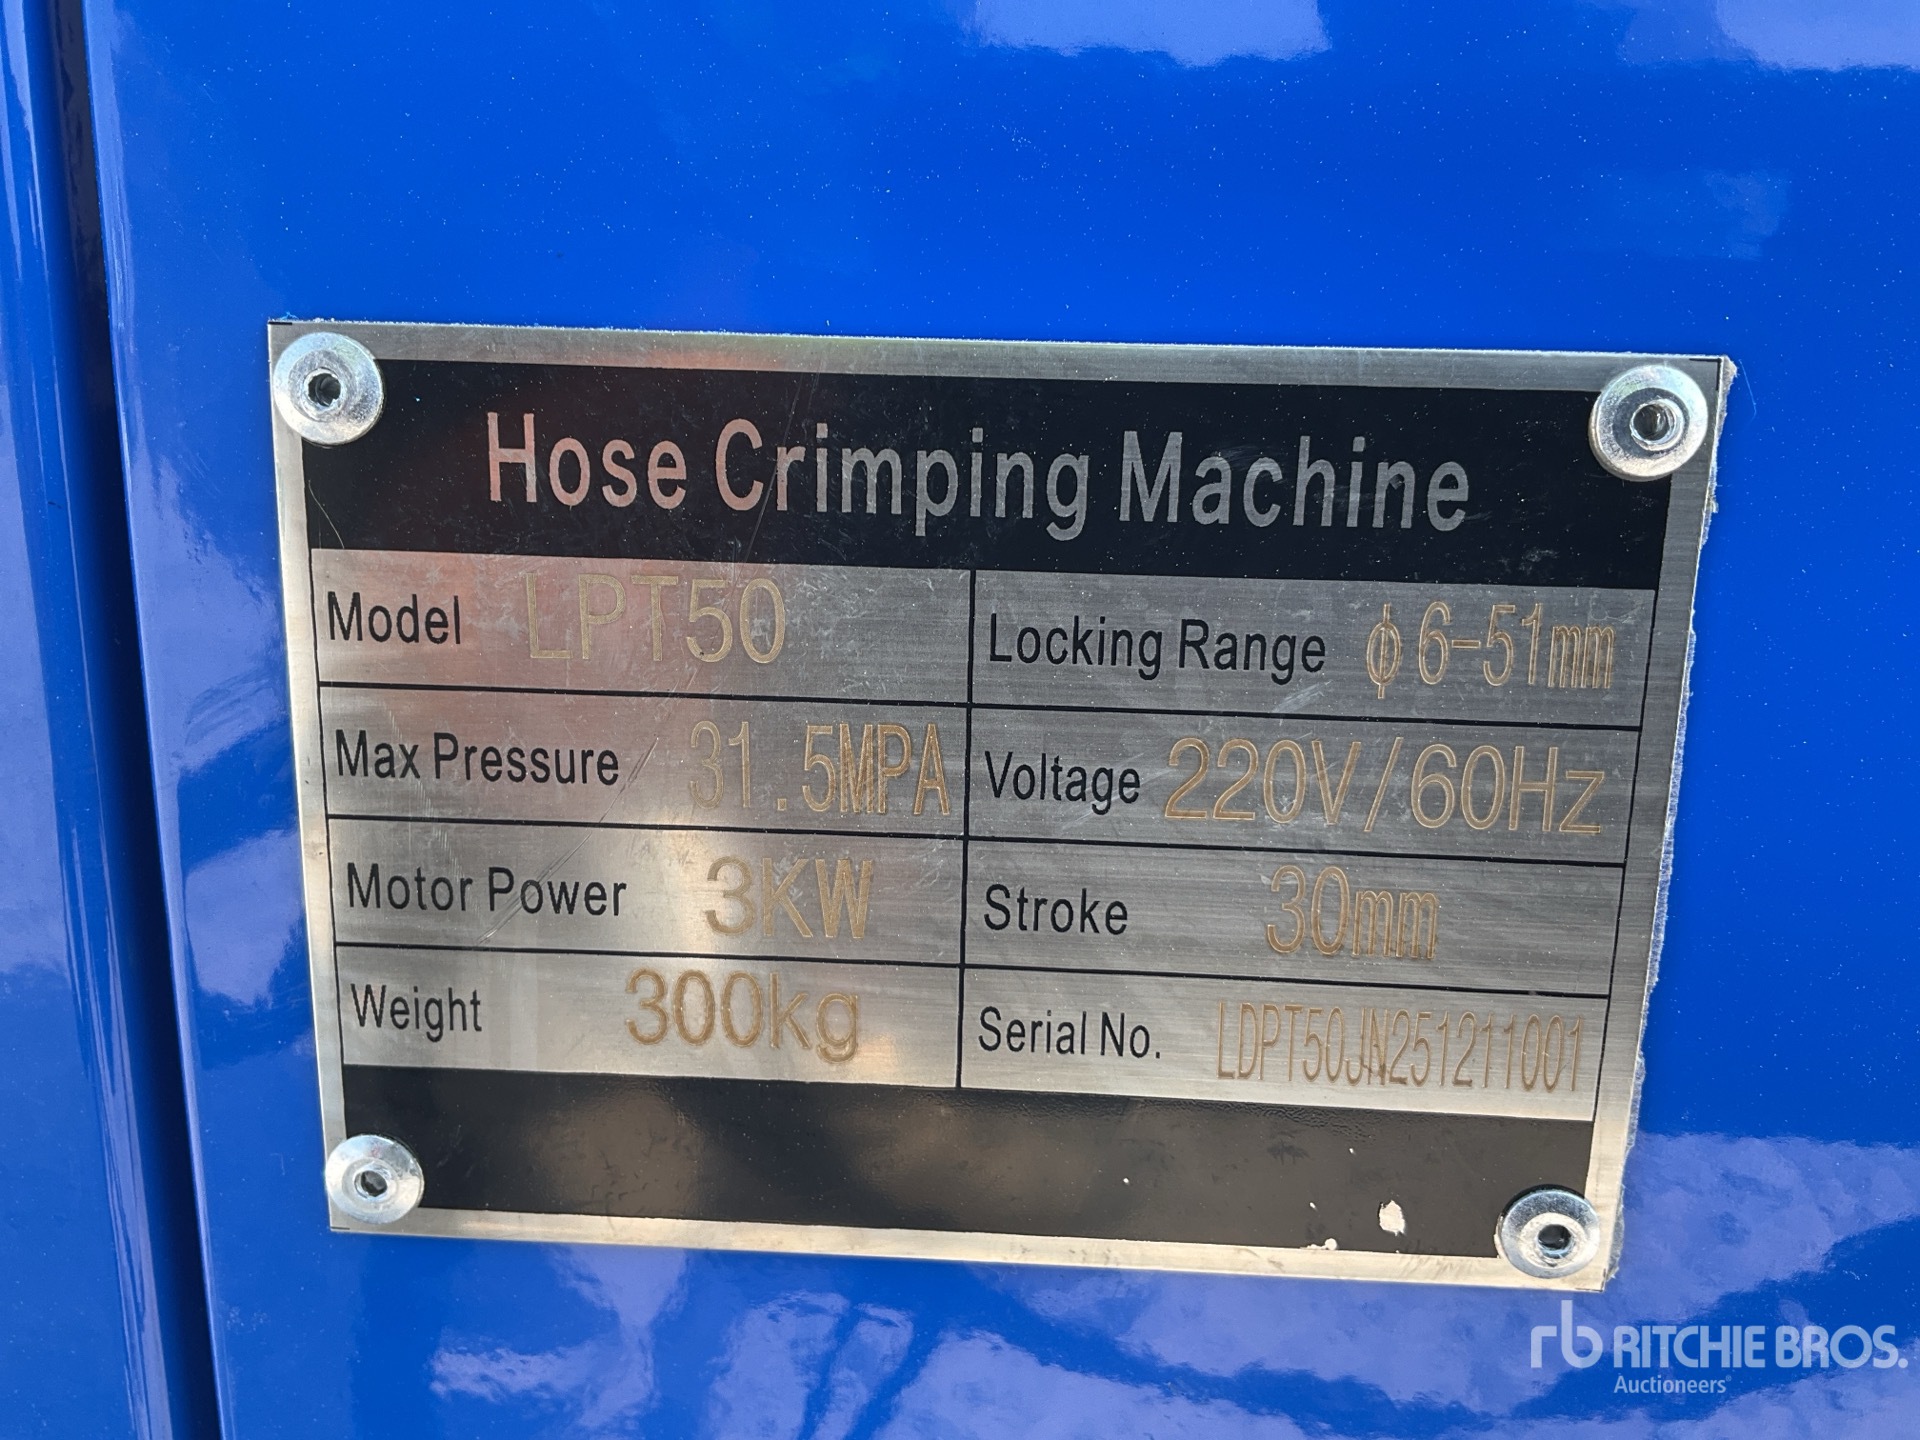 Hose Crimping Machine
Model LPT50 Locking Range ϕ6-51mm
Max Pressure 31.5MPA Voltage 220V/60Hz
Motor Power 3KW Stroke 30mm
Weight 300kg Serial No. LDPT50JN251211001
rb RITCHIE BROS.
Auctioneers